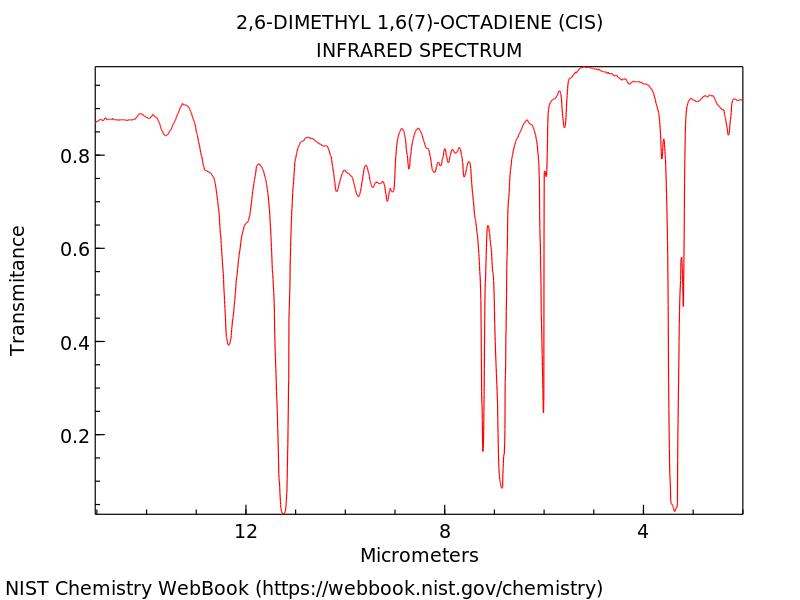 2,6-DIMETHYL 1,6(7)-OCTADIENE (CIS)
INFRARED SPECTRUM
0.8
0.6
0.4
0.2
Transmitance
12 8 4
Micrometers
NIST Chemistry WebBook (https://webbook.nist.gov/chemistry)